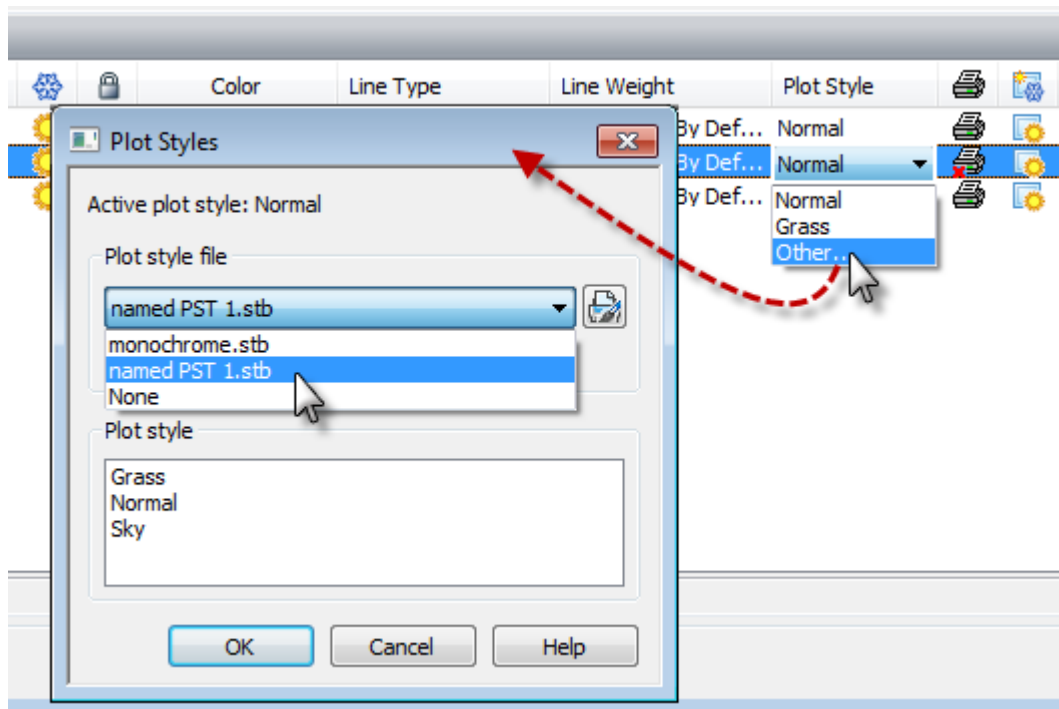 Color Line Type Line Weight Plot Style
By Def... Normal
By Def... Normal
By Def... Normal
Grass
Other...
Plot Styles
Active plot style: Normal
Plot style file
named PST 1.stb
monochrome.stb
named PST 1.stb
None
Plot style
Grass
Normal
Sky
OK Cancel Help